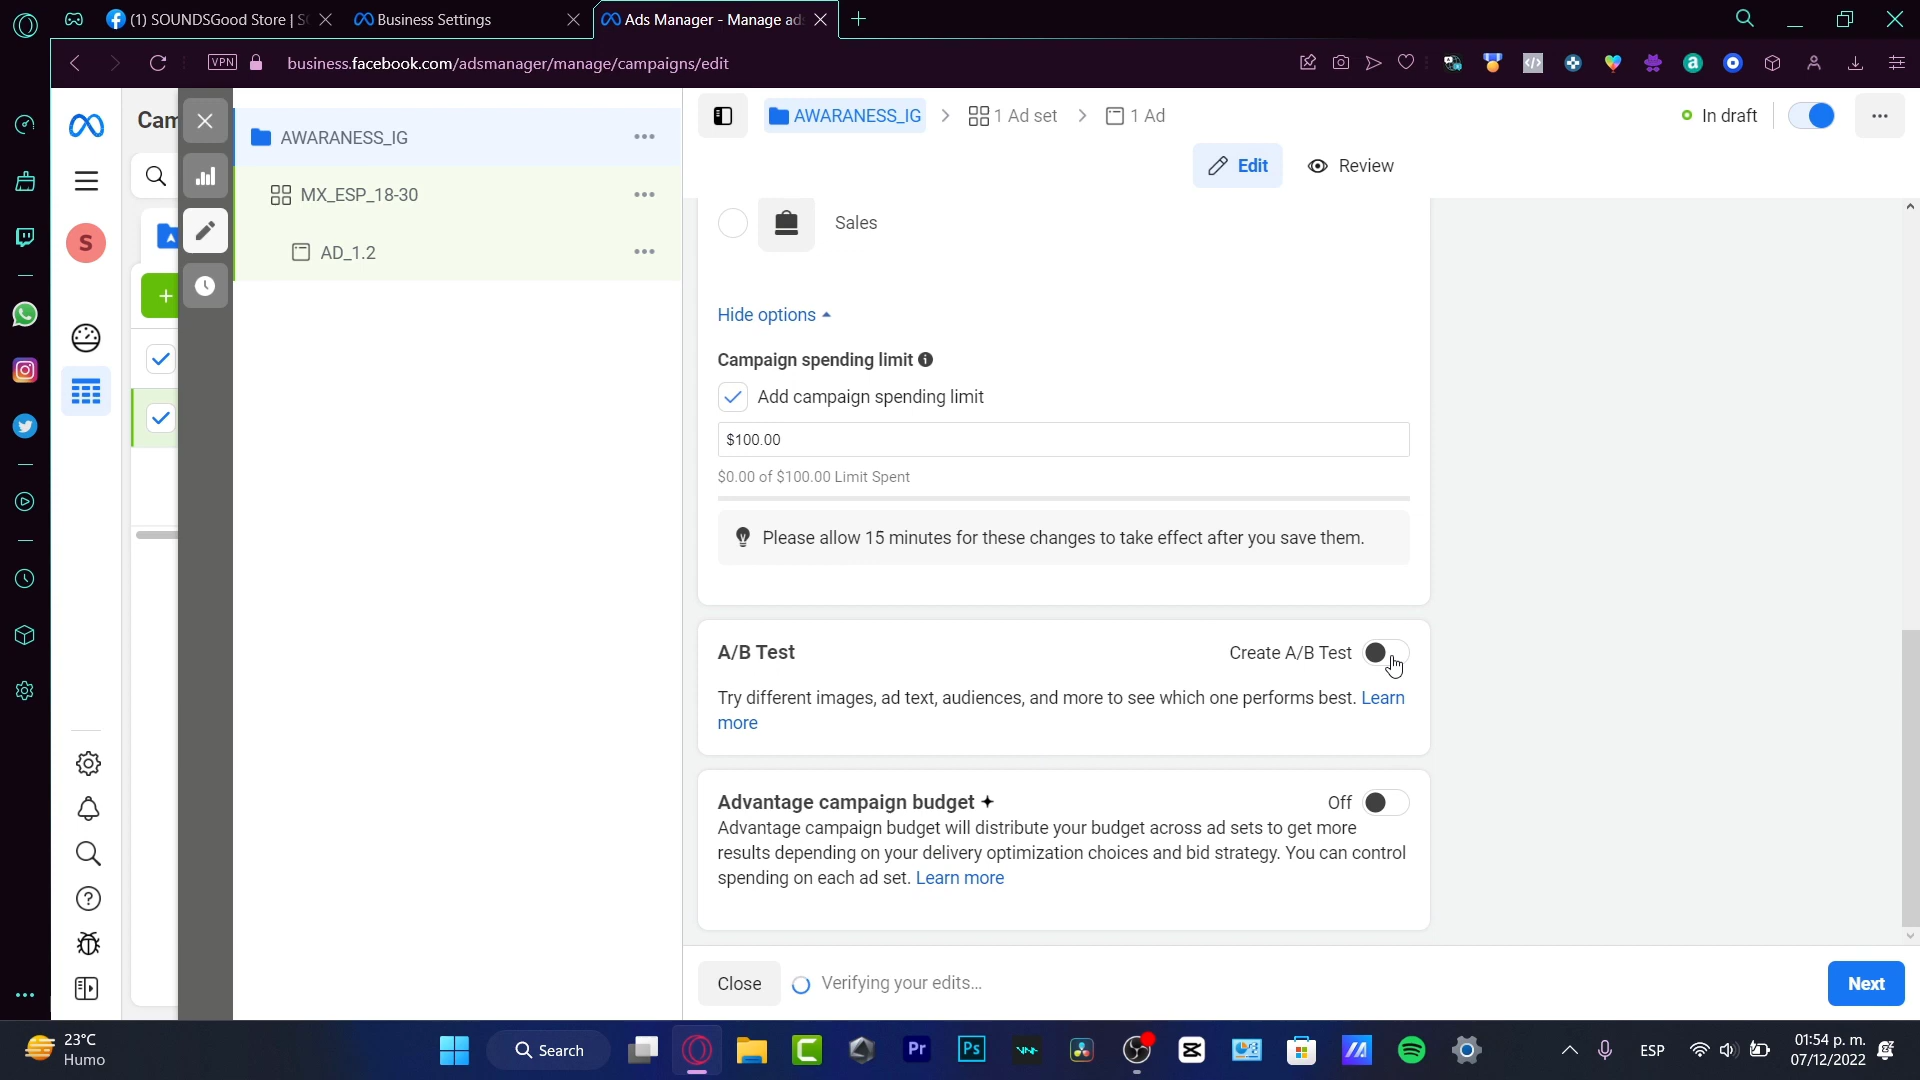 (1) SOUNDSGood Store | S
Business Settings
Ads Manager - Manage ad
VPN
business.facebook.com/adsmanager/manage/campaigns/edit
Cam
AWARANESS_IG
MX_ESP_18-30
AD_1.2
S
AWARANESS_IG
1 Ad set
1 Ad
In draft
Edit
Review
Sales
Hide options
Campaign spending limit
Add campaign spending limit
$100.00
$0.00 of $100.00 Limit Spent
Please allow 15 minutes for these changes to take effect after you save them.
A/B Test
Create A/B Test
Try different images, ad text, audiences, and more to see which one performs best. Learn
more
Advantage campaign budget
Off
Advantage campaign budget will distribute your budget across ad sets to get more
results depending on your delivery optimization choices and bid strategy. You can control
spending on each ad set. Learn more
Close
Verifying your edits...
Next
23°C
Humo
Search
Pr
Ps
ESP
01:54 p. m.
07/12/2022